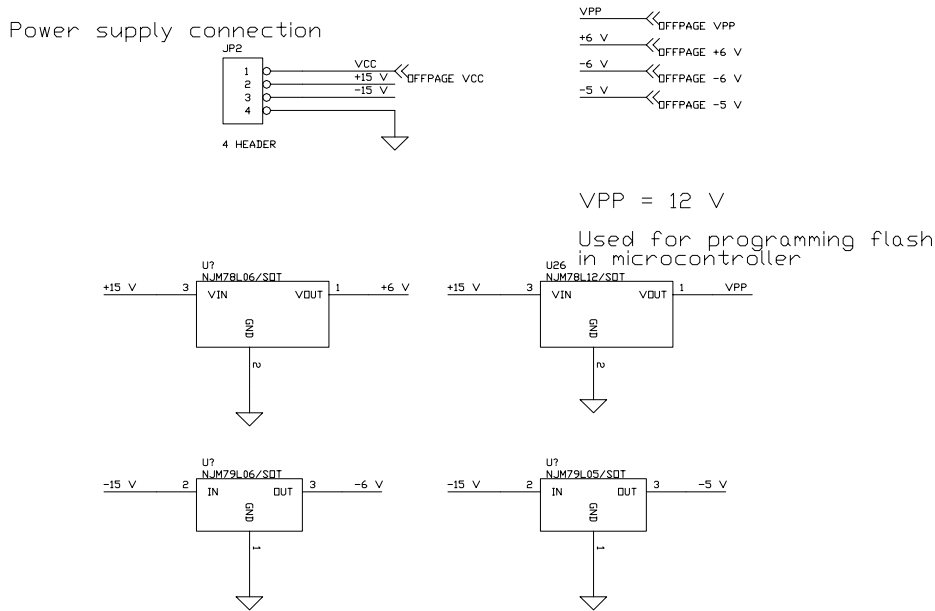 Power supply connection
JP2
1
2
3
4
VCC
+15 V
-15 V
OFFPAGE VCC
4 HEADER
VPP
OFFPAGE VPP
+6 V
OFFPAGE +6 V
-6 V
OFFPAGE -6 V
-5 V
OFFPAGE -5 V
VPP = 12 V
Used for programming flash
in microcontroller
U?
NJM78L06/SOT
+15 V 3 VIN VOUT 1 +6 V
GND
2
U26
NJM78L12/SOT
+15 V 3 VIN VOUT 1 VPP
GND
2
U?
NJM79L06/SOT
-15 V 2 IN OUT 3 -6 V
GND
1
U?
NJM79L05/SOT
-15 V 2 IN OUT 3 -5 V
GND
1